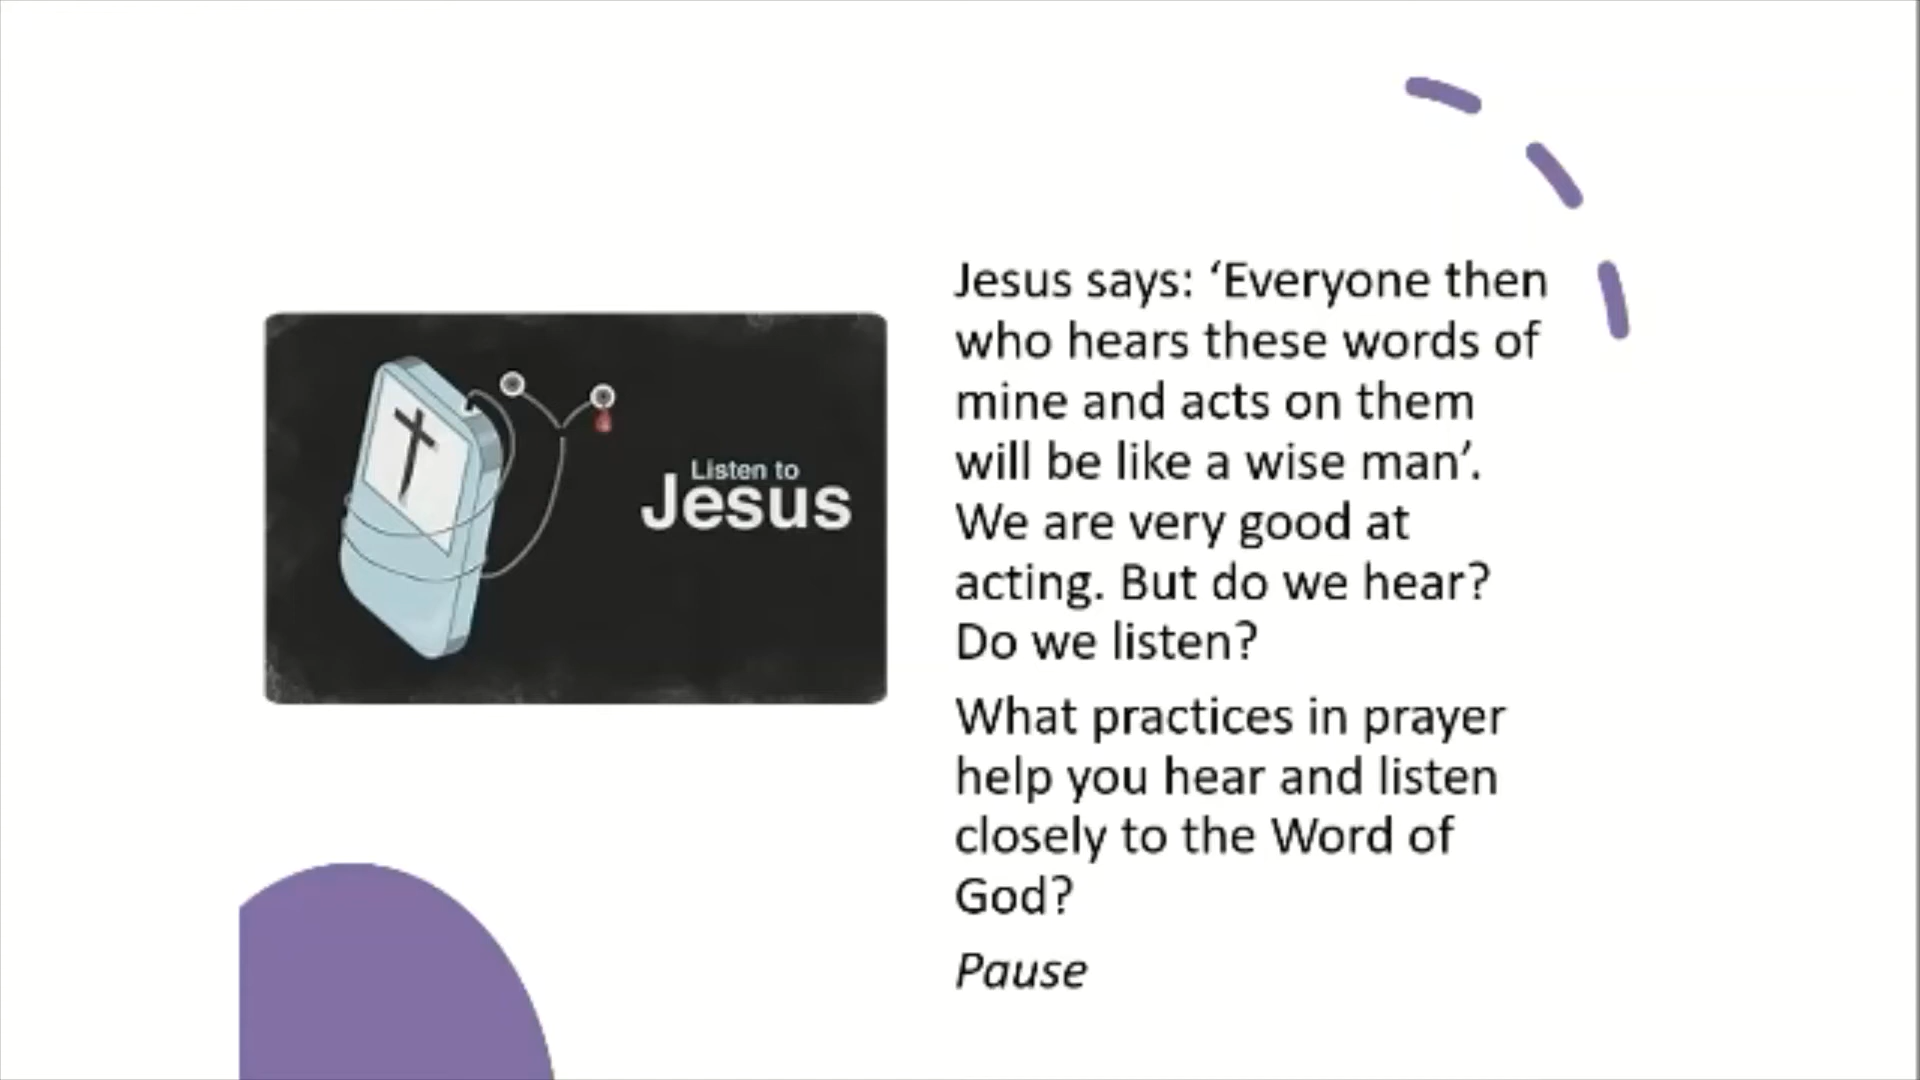 Listen to
Jesus
Jesus says: ‘Everyone then
who hears these words of
mine and acts on them
will be like a wise man’.
We are very good at
acting. But do we hear?
Do we listen?
What practices in prayer
help you hear and listen
closely to the Word of
God?
Pause